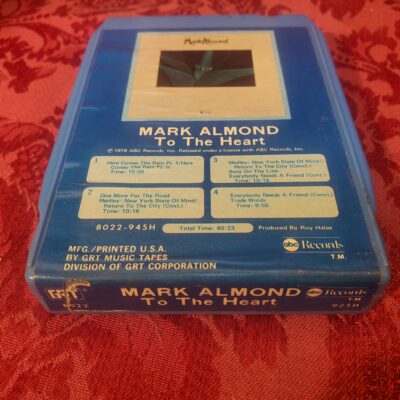 Mark-Almond
MARK ALMOND
To The Heart
℗ 1976 ABC Records, Inc. Released under a license with ABC Records, Inc.
1
Here Comes The Rain Pt. 1/Here
Comes The Rain Pt. II
Time: 10:05
2
One More For The Road
Medley: New York State Of Mind/
Return To The City (Cont.)
Time: 10:18
3
Medley: New York State Of Mind/
Return To The City (Concl.)
Busy On The Line
Everybody Needs A Friend (Cont.)
Time: 10:15
4
Everybody Needs A Friend (Concl.)
Trade Winds
Time: 9:55
8022-945H
Total Time: 40:33
Produced By Roy Halee
MFG./PRINTED U.S.A.
BY GRT MUSIC TAPES
DIVISION OF GRT CORPORATION
abc Records
T.M.
GRT
8022
MARK ALMOND
To The Heart
abc Records
T.M.
945H